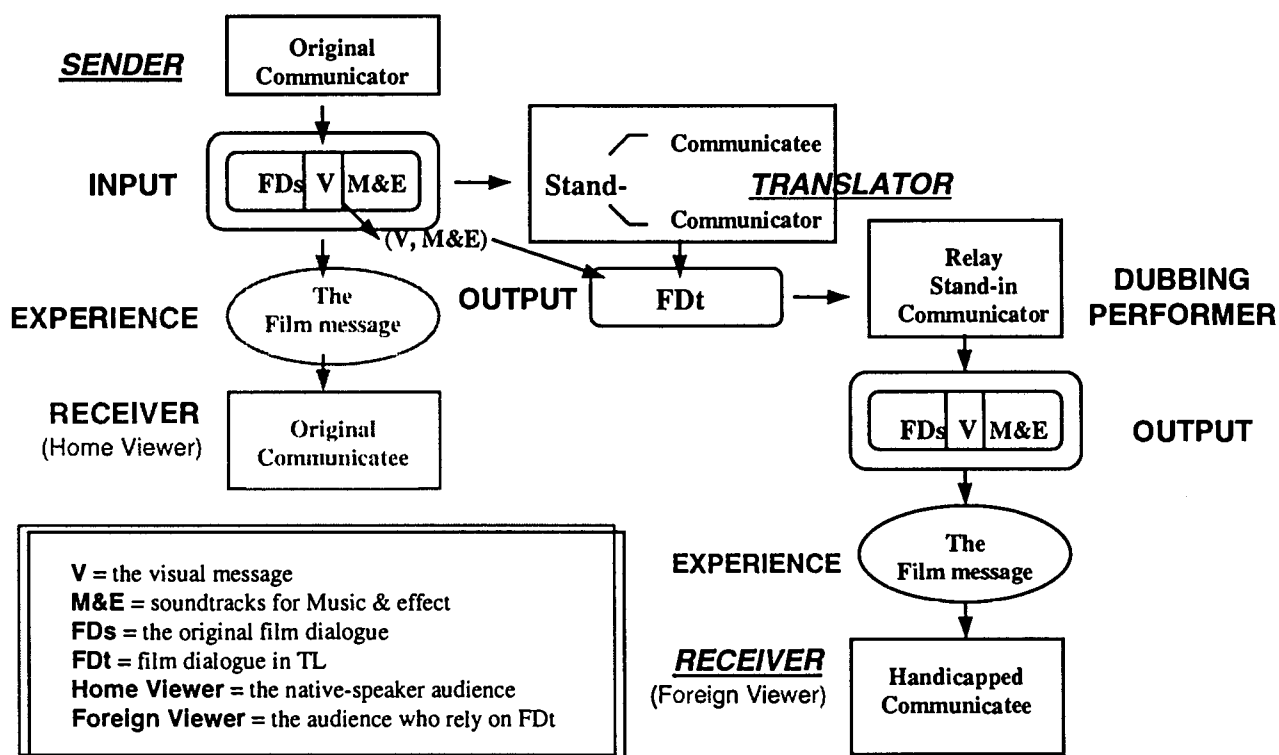 SENDER
Original
Communicator
INPUT
FDs V M&E
(V, M&E)
EXPERIENCE
The
Film message
RECEIVER
(Home Viewer)
Original
Communicatee
Communicatee
Stand-
TRANSLATOR
Communicator
OUTPUT
FDt
Relay
Stand-in
Communicator
DUBBING
PERFORMER
FDs V M&E
OUTPUT
EXPERIENCE
The
Film message
RECEIVER
(Foreign Viewer)
Handicapped
Communicatee
V = the visual message
M&E = soundtracks for Music & effect
FDs = the original film dialogue
FDt = film dialogue in TL
Home Viewer = the native-speaker audience
Foreign Viewer = the audience who rely on FDt